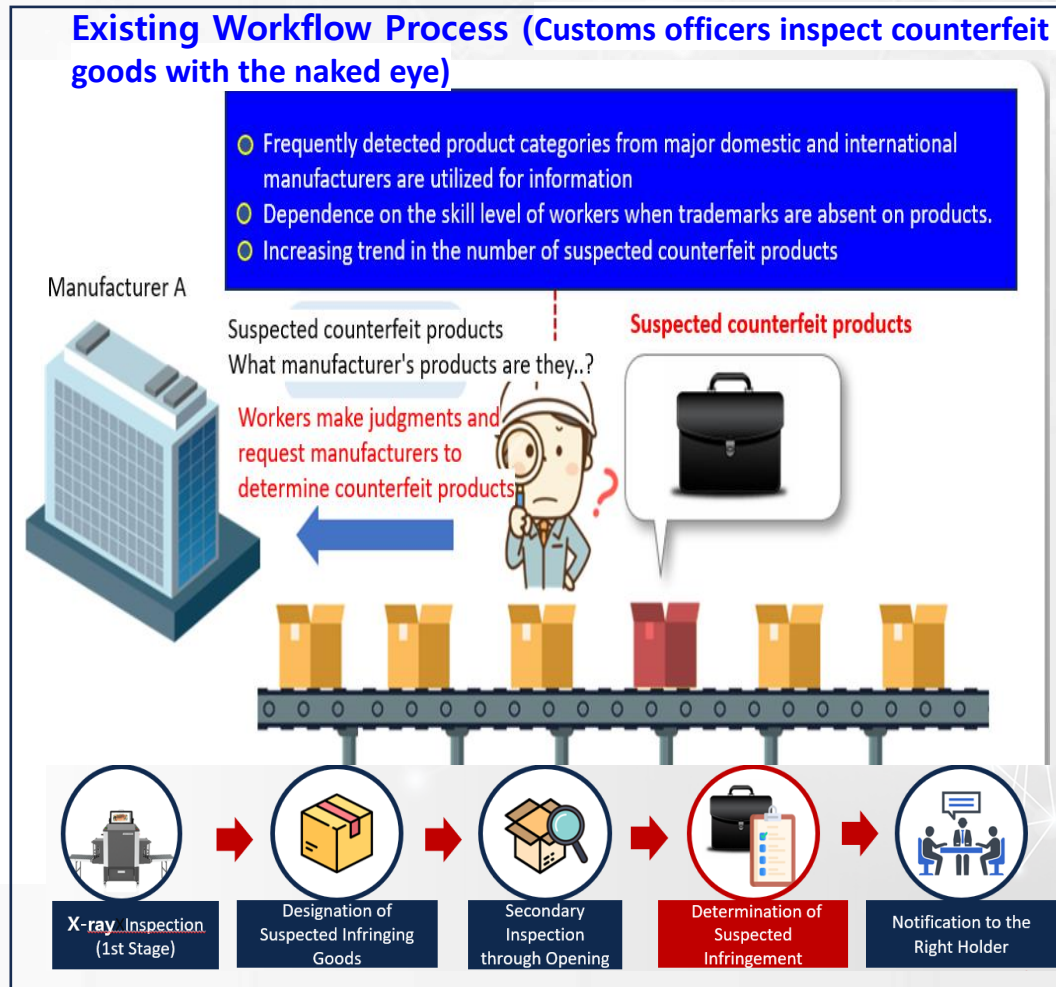 Existing Workflow Process (Customs officers inspect counterfeit
goods with the naked eye)
Frequently detected product categories from major domestic and international
manufacturers are utilized for information
Dependence on the skill level of workers when trademarks are absent on products.
Increasing trend in the number of suspected counterfeit products
Manufacturer A
Suspected counterfeit products
What manufacturer's products are they..?
Workers make judgments and
request manufacturers to
determine counterfeit products
Suspected counterfeit products
?
X-ray Inspection
(1st Stage)
Designation of
Suspected Infringing
Goods
Secondary
Inspection
through Opening
Determination of
Suspected
Infringement
Notification to the
Right Holder